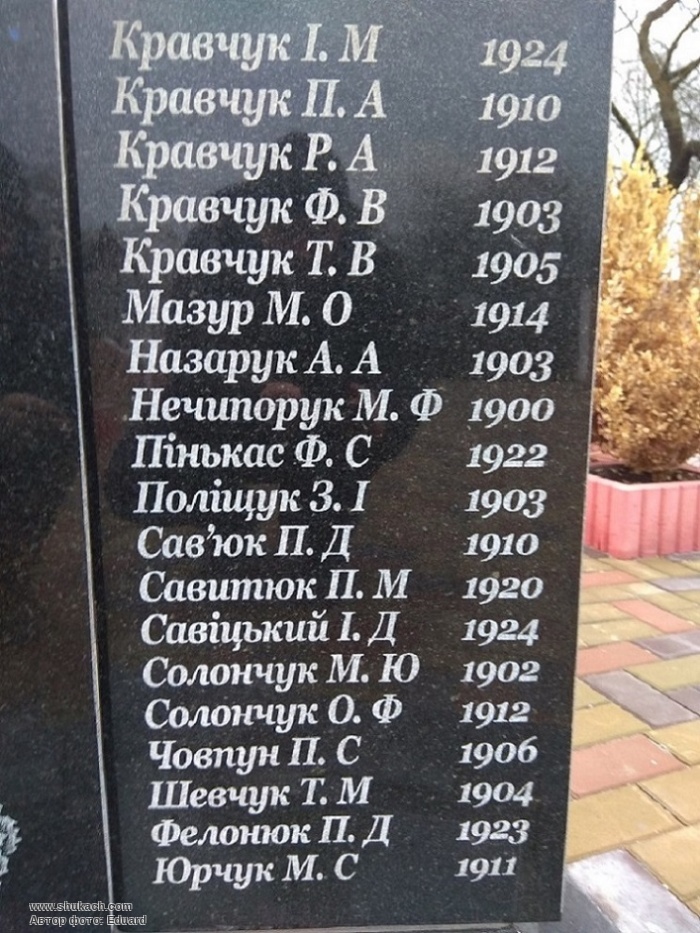 Кравчук І. М 1924
Кравчук П. А 1910
Кравчук Р. А 1912
Кравчук Ф. В 1903
Кравчук Т. В 1905
Мазур М. О 1914
Назарук А. А 1903
Нечипорук М. Ф 1900
Пінькас Ф. С 1922
Поліщук З. І 1903
Сав’юк П. Д 1910
Савитюк П. М 1920
Савіцький І. Д 1924
Солончук М. Ю 1902
Солончук О. Ф 1912
Човпун П. С 1906
Шевчук Т. М 1904
Фелонюк П. Д 1923
Юрчук М. С 1911
www.shukach.com
Автор фото: Eduard